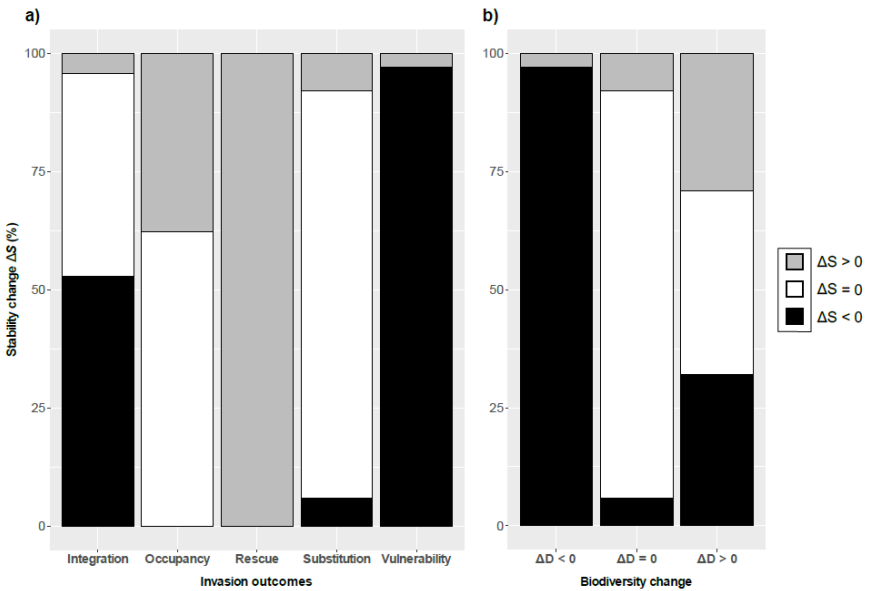 a)
Stability change ΔS (%)
100
75
50
25
0
Integration Occupancy Rescue Substitution Vulnerability
Invasion outcomes
b)
100
75
50
25
0
ΔD < 0 ΔD = 0 ΔD > 0
Biodiversity change
ΔS > 0
ΔS = 0
ΔS < 0